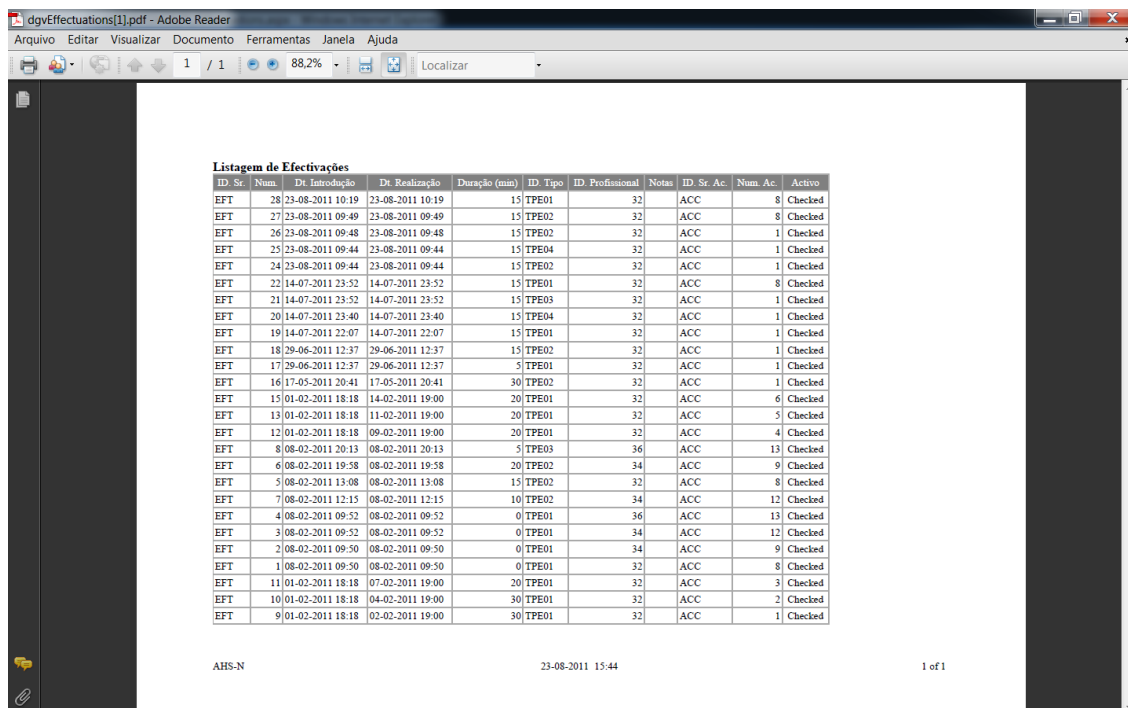 dgvEffectuations[1].pdf - Adobe Reader
Arquivo Editar Visualizar Documento Ferramentas Janela Ajuda
1 / 1 88,2% Localizar
Listagem de Efectivações
ID. Sr. Num. Dt. Introdução Dt. Realização Duração (min) ID. Tipo ID. Profissional Notas ID. Sr. Ac. Num. Ac. Activo
EFT 28 23-08-2011 10:19 23-08-2011 10:19 15 TPE01 32 ACC 8 Checked
EFT 27 23-08-2011 09:49 23-08-2011 09:49 15 TPE02 32 ACC 8 Checked
EFT 26 23-08-2011 09:48 23-08-2011 09:48 15 TPE02 32 ACC 1 Checked
EFT 25 23-08-2011 09:44 23-08-2011 09:44 15 TPE04 32 ACC 1 Checked
EFT 24 23-08-2011 09:44 23-08-2011 09:44 15 TPE02 32 ACC 1 Checked
EFT 22 14-07-2011 23:52 14-07-2011 23:52 15 TPE01 32 ACC 8 Checked
EFT 21 14-07-2011 23:52 14-07-2011 23:52 15 TPE03 32 ACC 1 Checked
EFT 20 14-07-2011 23:40 14-07-2011 23:40 15 TPE04 32 ACC 1 Checked
EFT 19 14-07-2011 22:07 14-07-2011 22:07 15 TPE01 32 ACC 1 Checked
EFT 18 29-06-2011 12:37 29-06-2011 12:37 15 TPE02 32 ACC 1 Checked
EFT 17 29-06-2011 12:37 29-06-2011 12:37 5 TPE01 32 ACC 1 Checked
EFT 16 17-05-2011 20:41 17-05-2011 20:41 30 TPE02 32 ACC 1 Checked
EFT 15 01-02-2011 18:18 14-02-2011 19:00 20 TPE01 32 ACC 6 Checked
EFT 13 01-02-2011 18:18 11-02-2011 19:00 20 TPE01 32 ACC 5 Checked
EFT 12 01-02-2011 18:18 09-02-2011 19:00 20 TPE01 32 ACC 4 Checked
EFT 8 08-02-2011 20:13 08-02-2011 20:13 5 TPE03 36 ACC 13 Checked
EFT 6 08-02-2011 19:58 08-02-2011 19:58 20 TPE02 34 ACC 9 Checked
EFT 5 08-02-2011 13:08 08-02-2011 13:08 15 TPE02 32 ACC 8 Checked
EFT 7 08-02-2011 12:15 08-02-2011 12:15 10 TPE02 34 ACC 12 Checked
EFT 4 08-02-2011 09:52 08-02-2011 09:52 0 TPE01 36 ACC 13 Checked
EFT 3 08-02-2011 09:52 08-02-2011 09:52 0 TPE01 34 ACC 12 Checked
EFT 2 08-02-2011 09:50 08-02-2011 09:50 0 TPE01 34 ACC 9 Checked
EFT 1 08-02-2011 09:50 08-02-2011 09:50 0 TPE01 32 ACC 8 Checked
EFT 11 01-02-2011 18:18 07-02-2011 19:00 20 TPE01 32 ACC 3 Checked
EFT 10 01-02-2011 18:18 04-02-2011 19:00 30 TPE01 32 ACC 2 Checked
EFT 9 01-02-2011 18:18 02-02-2011 19:00 30 TPE01 32 ACC 1 Checked
AHS-N 23-08-2011 15:44 1 of 1